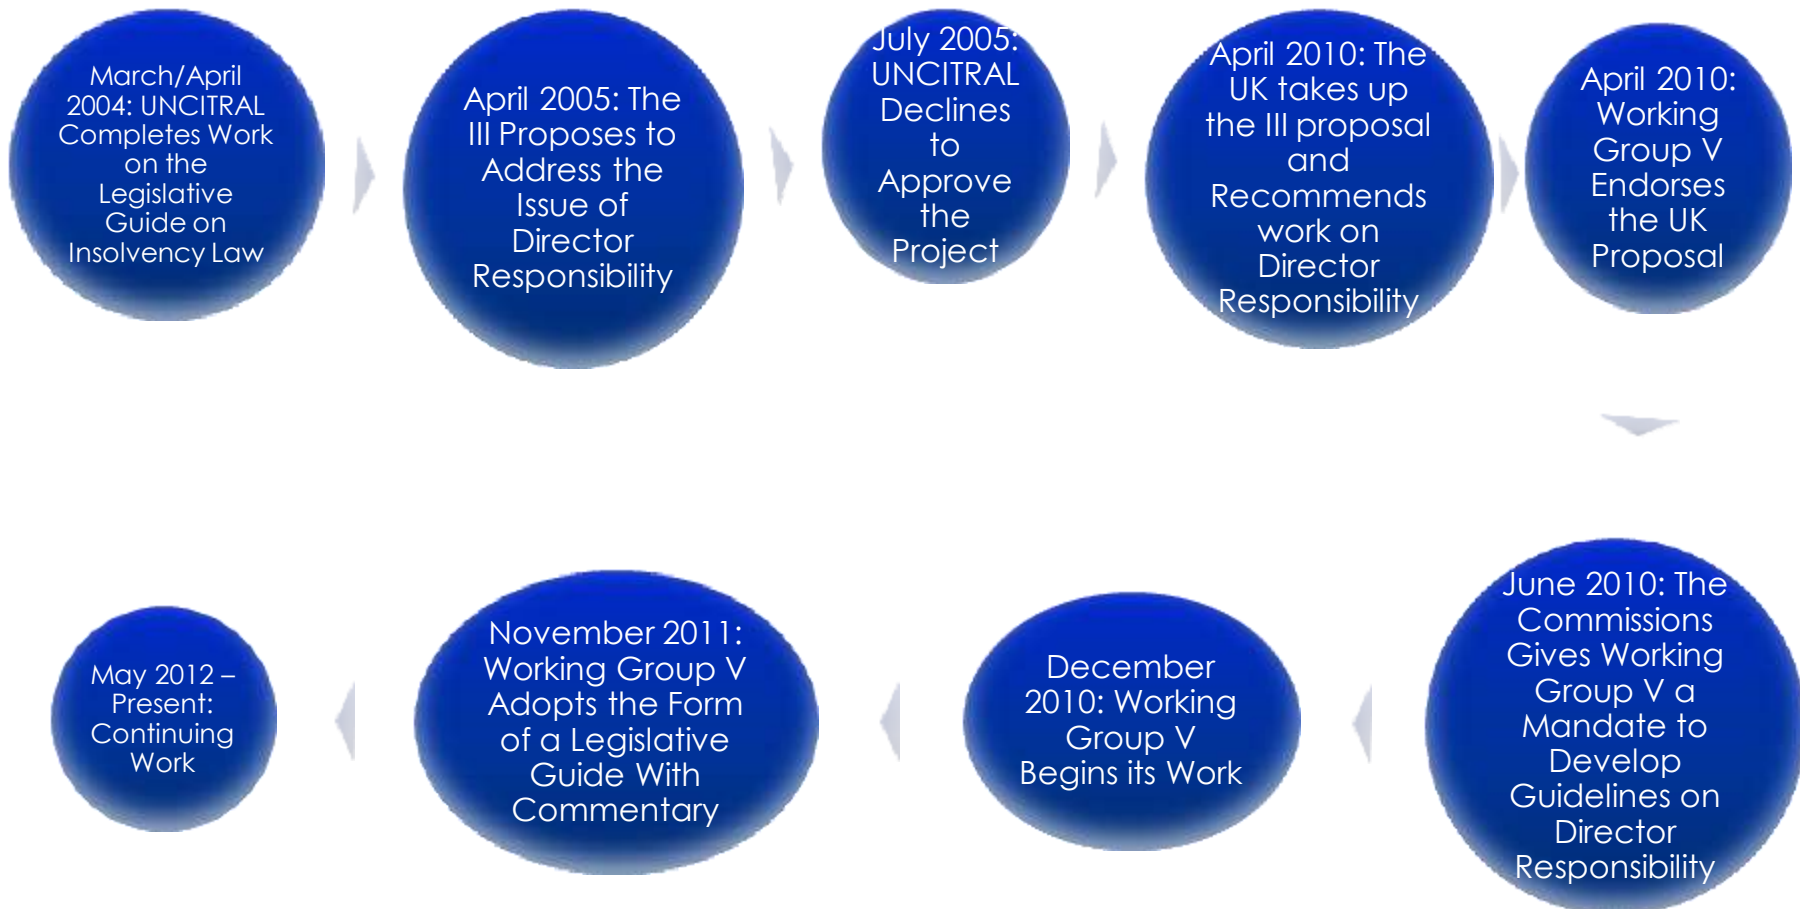 March/April
2004: UNCITRAL
Completes Work
on the
Legislative
Guide on
Insolvency Law
April 2005: The
III Proposes to
Address the
Issue of
Director
Responsibility
July 2005:
UNCITRAL
Declines
to
Approve
the
Project
April 2010: The
UK takes up
the III proposal
and
Recommends
work on
Director
Responsibility
April 2010:
Working
Group V
Endorses
the UK
Proposal
June 2010: The
Commissions
Gives Working
Group V a
Mandate to
Develop
Guidelines on
Director
Responsibility
December
2010: Working
Group V
Begins its Work
November 2011:
Working Group V
Adopts the Form
of a Legislative
Guide With
Commentary
May 2012 –
Present:
Continuing
Work